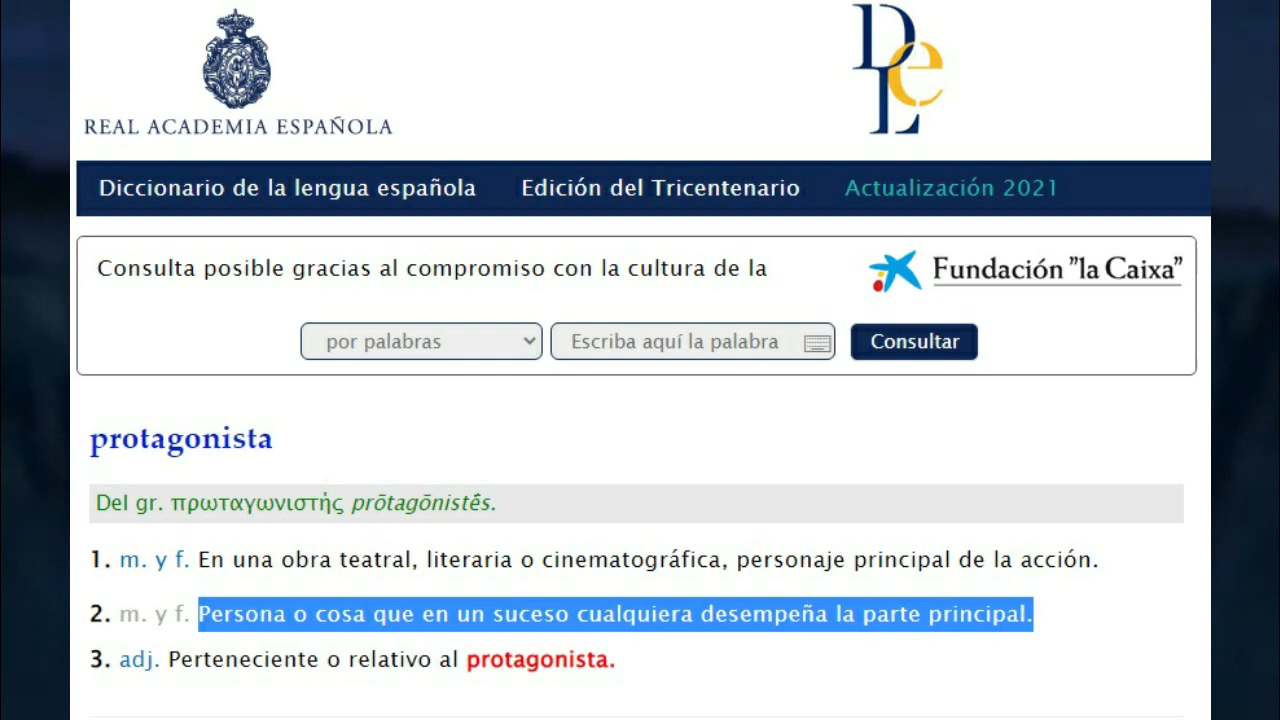 REAL ACADEMIA ESPAÑOLA
DLe
Diccionario de la lengua española Edición del Tricentenario Actualización 2021
Consulta posible gracias al compromiso con la cultura de la Fundación "la Caixa"
por palabras Escriba aquí la palabra Consultar
protagonista
Del gr. πρωταγωνιστής prōtagōnistḗs.
1. m. y f. En una obra teatral, literaria o cinematográfica, personaje principal de la acción.
2. m. y f. Persona o cosa que en un suceso cualquiera desempeña la parte principal.
3. adj. Perteneciente o relativo al protagonista.